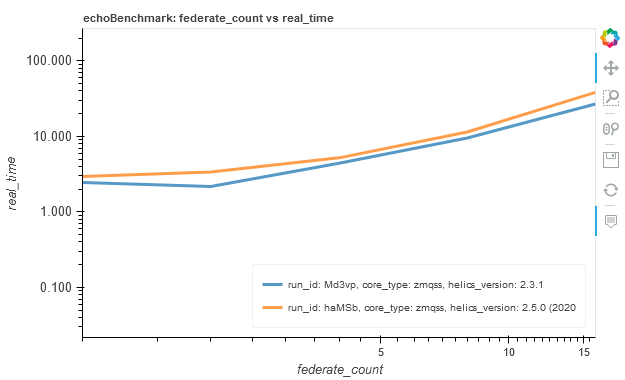 echoBenchmark: federate_count vs real_time
100.000
10.000
1.000
0.100
real_time
run_id: Md3vp, core_type: zmqss, helics_version: 2.3.1
run_id: haMSb, core_type: zmqss, helics_version: 2.5.0 (2020
5
10
15
federate_count